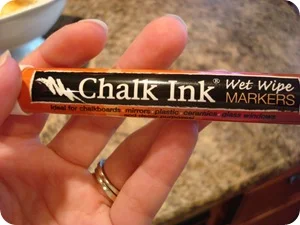 Chalk Ink® Wet Wipe
MARKERS
Ideal for chalkboards • mirrors • plastic • ceramics • glass windows